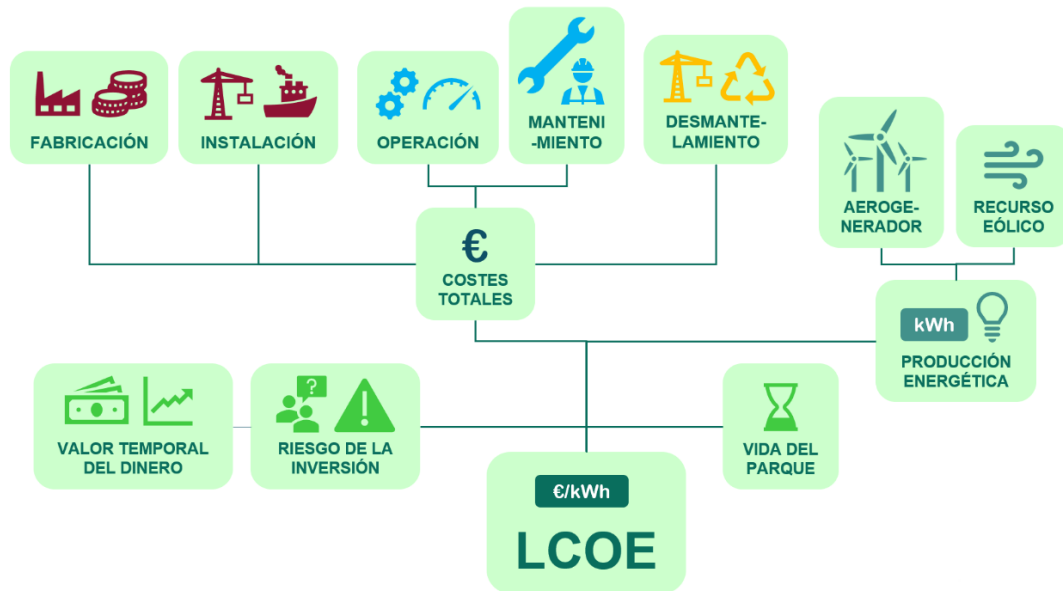 FABRICACIÓN
INSTALACIÓN
OPERACIÓN
MANTENI
-MIENTO
DESMANTE-
LAMIENTO
AEROGE-
NERADOR
RECURSO
EÓLICO
€
COSTES
TOTALES
kWh
PRODUCCIÓN
ENERGÉTICA
VALOR TEMPORAL
DEL DINERO
?
RIESGO DE LA
INVERSIÓN
VIDA DEL
PARQUE
€/kWh
LCOE